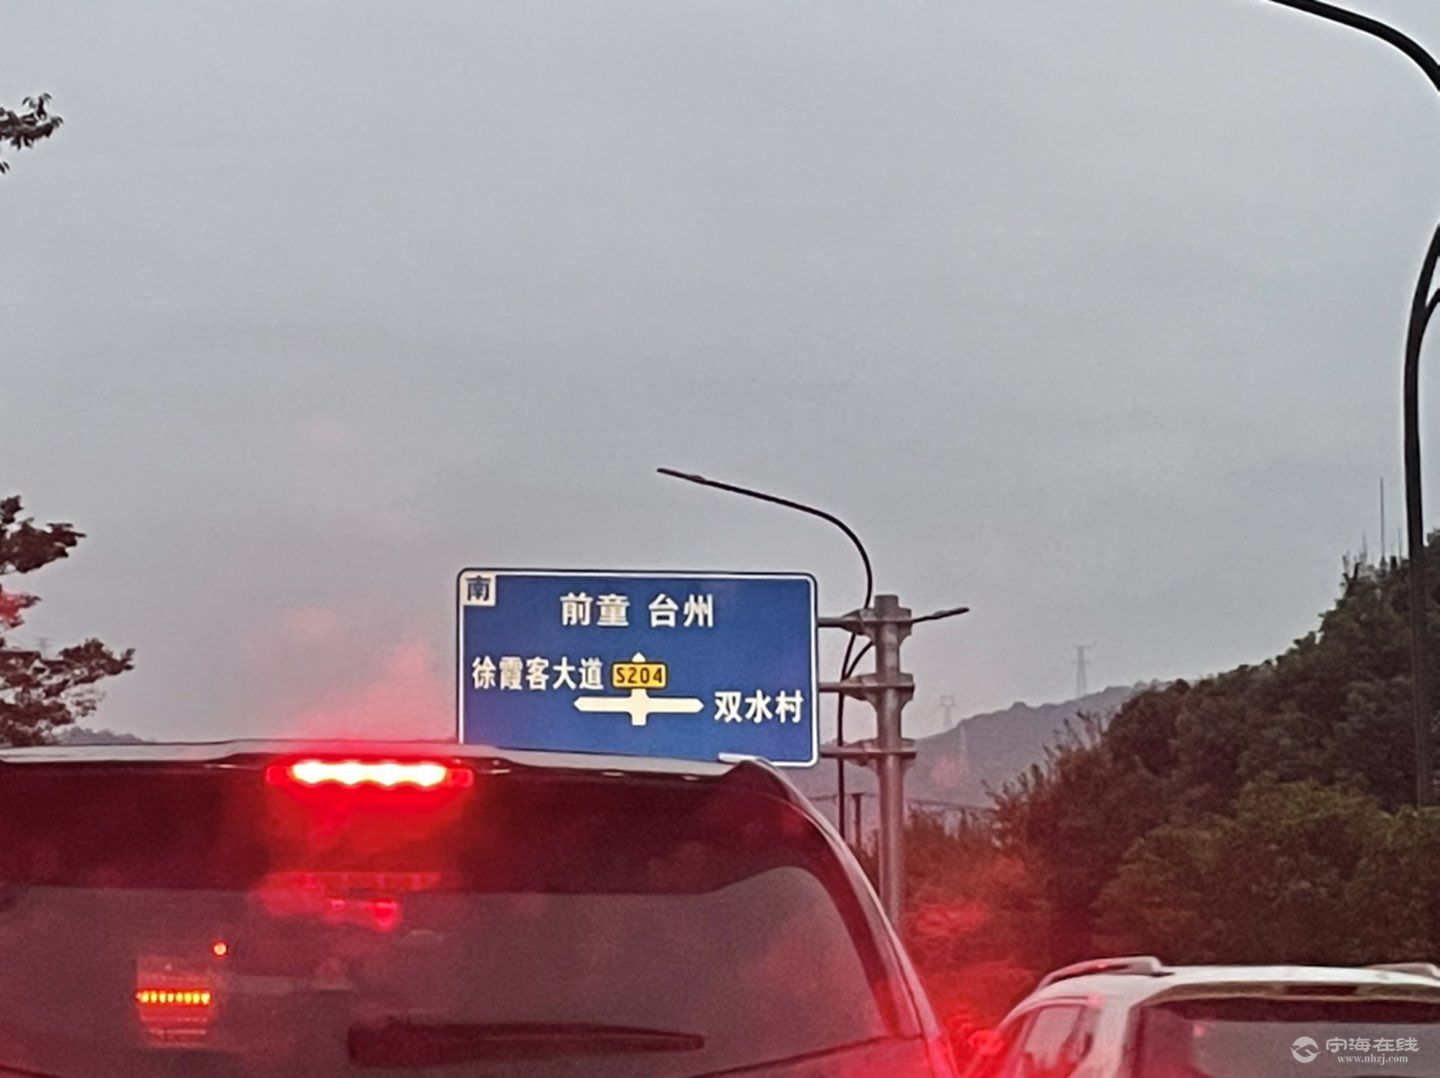 南
前童 台州
徐霞客大道 S204
双水村
宁海在线
www.nhzj.com